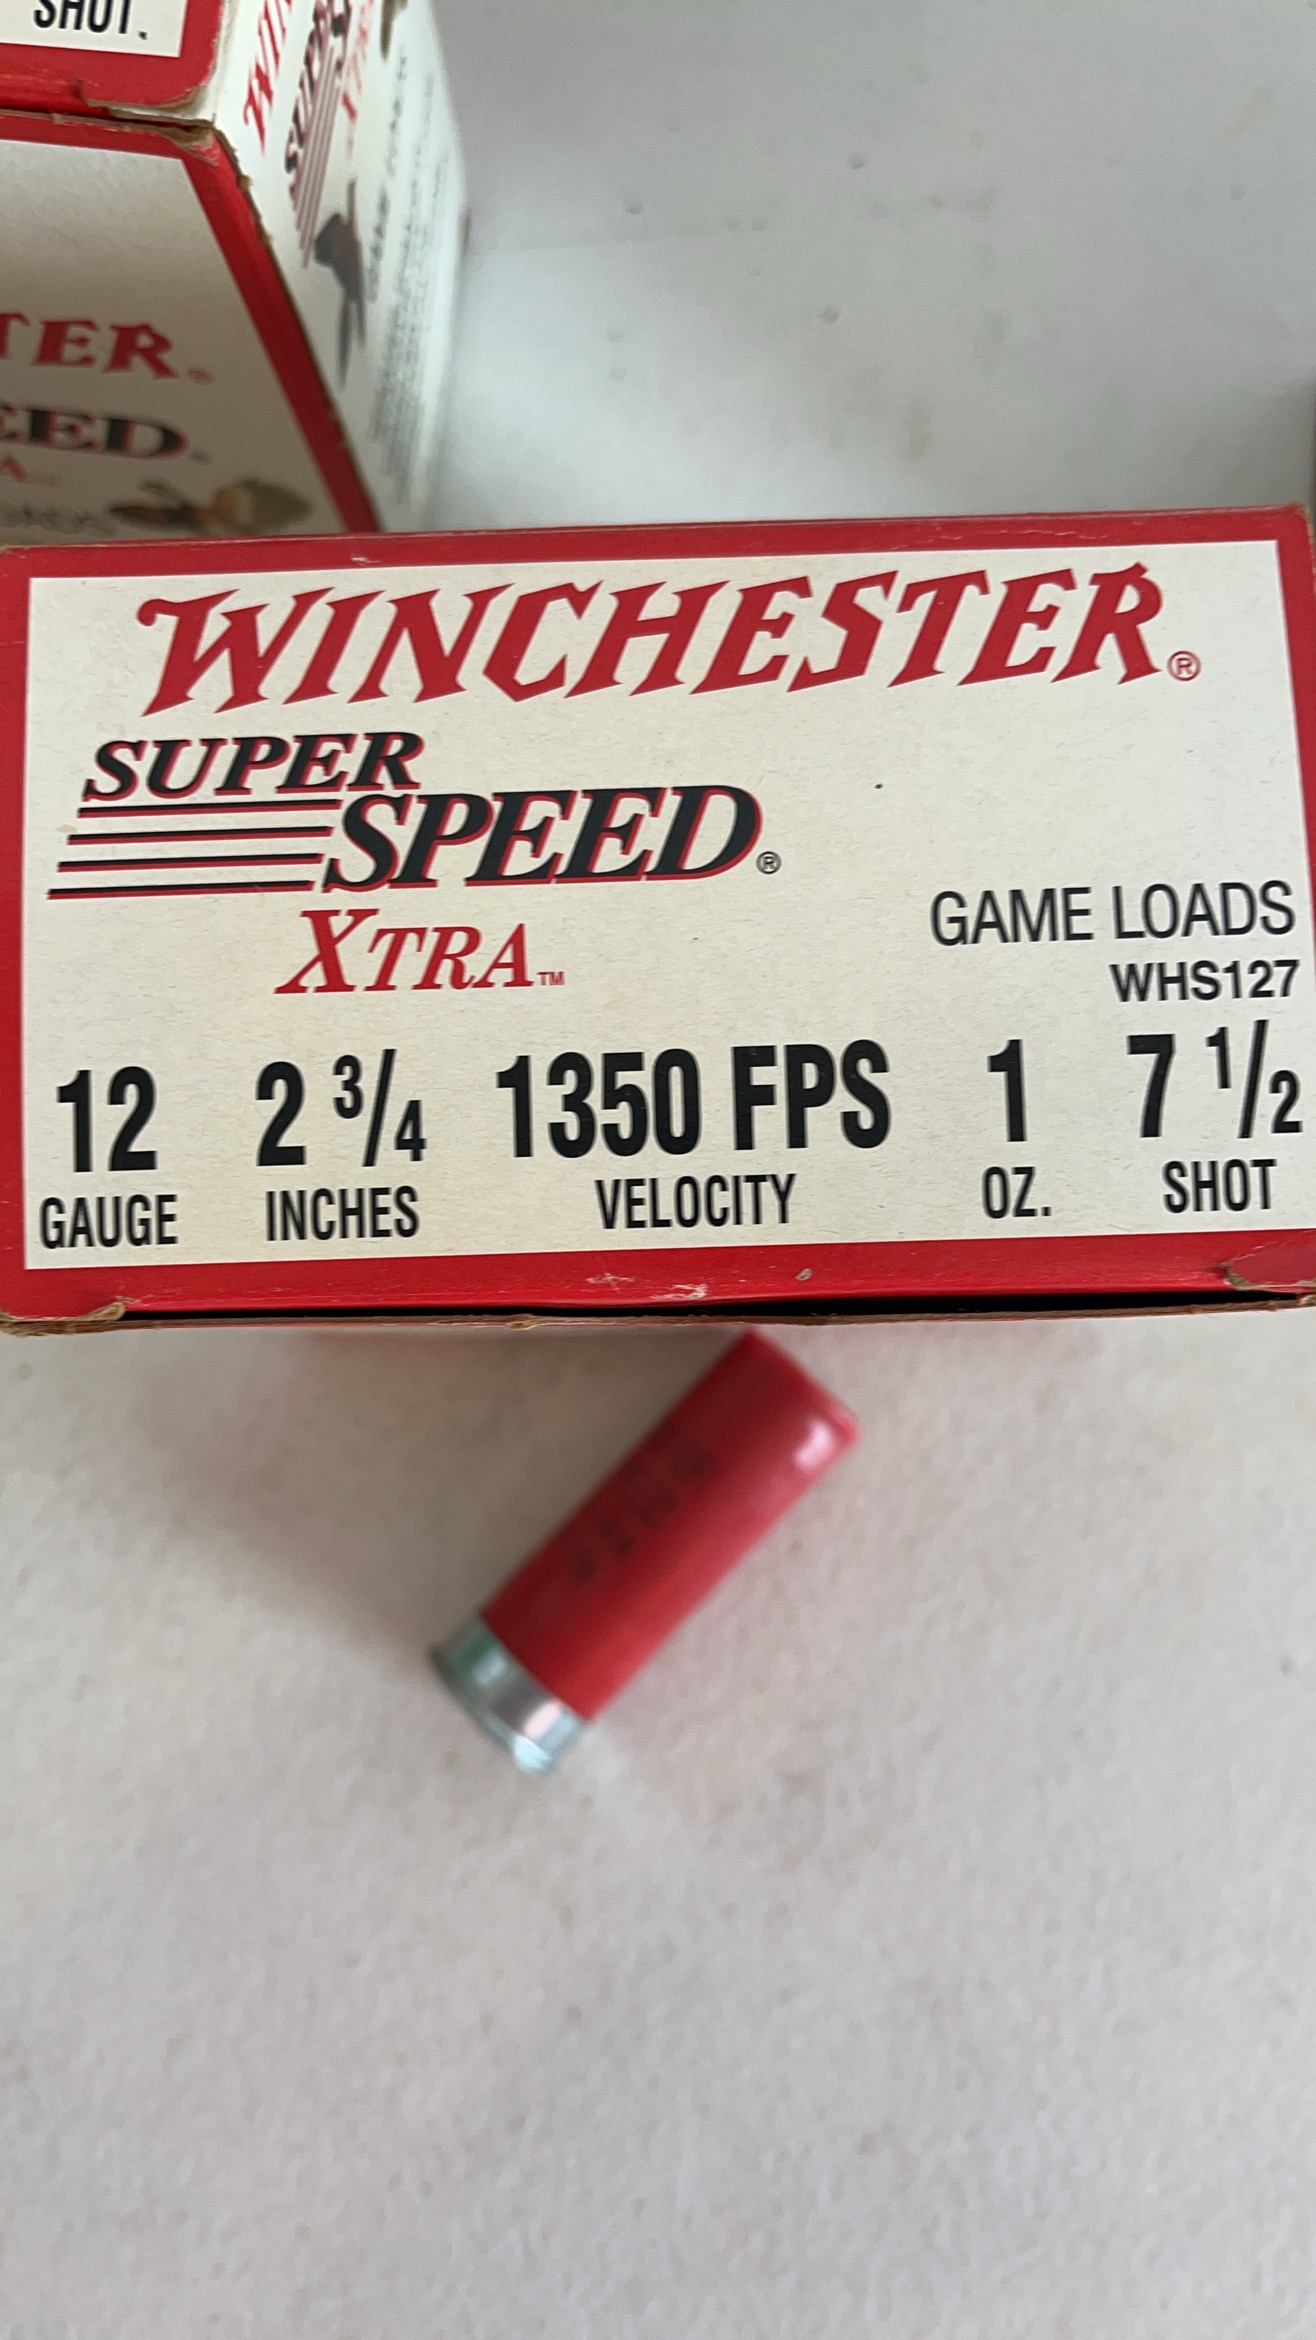 SHOT.
TER®
EED®
WINCHESTER®
SUPER
SPEED®
XTRA™
GAME LOADS
WHS127
12 2 3/4 1350 FPS 1 7 1/2
GAUGE INCHES VELOCITY OZ. SHOT